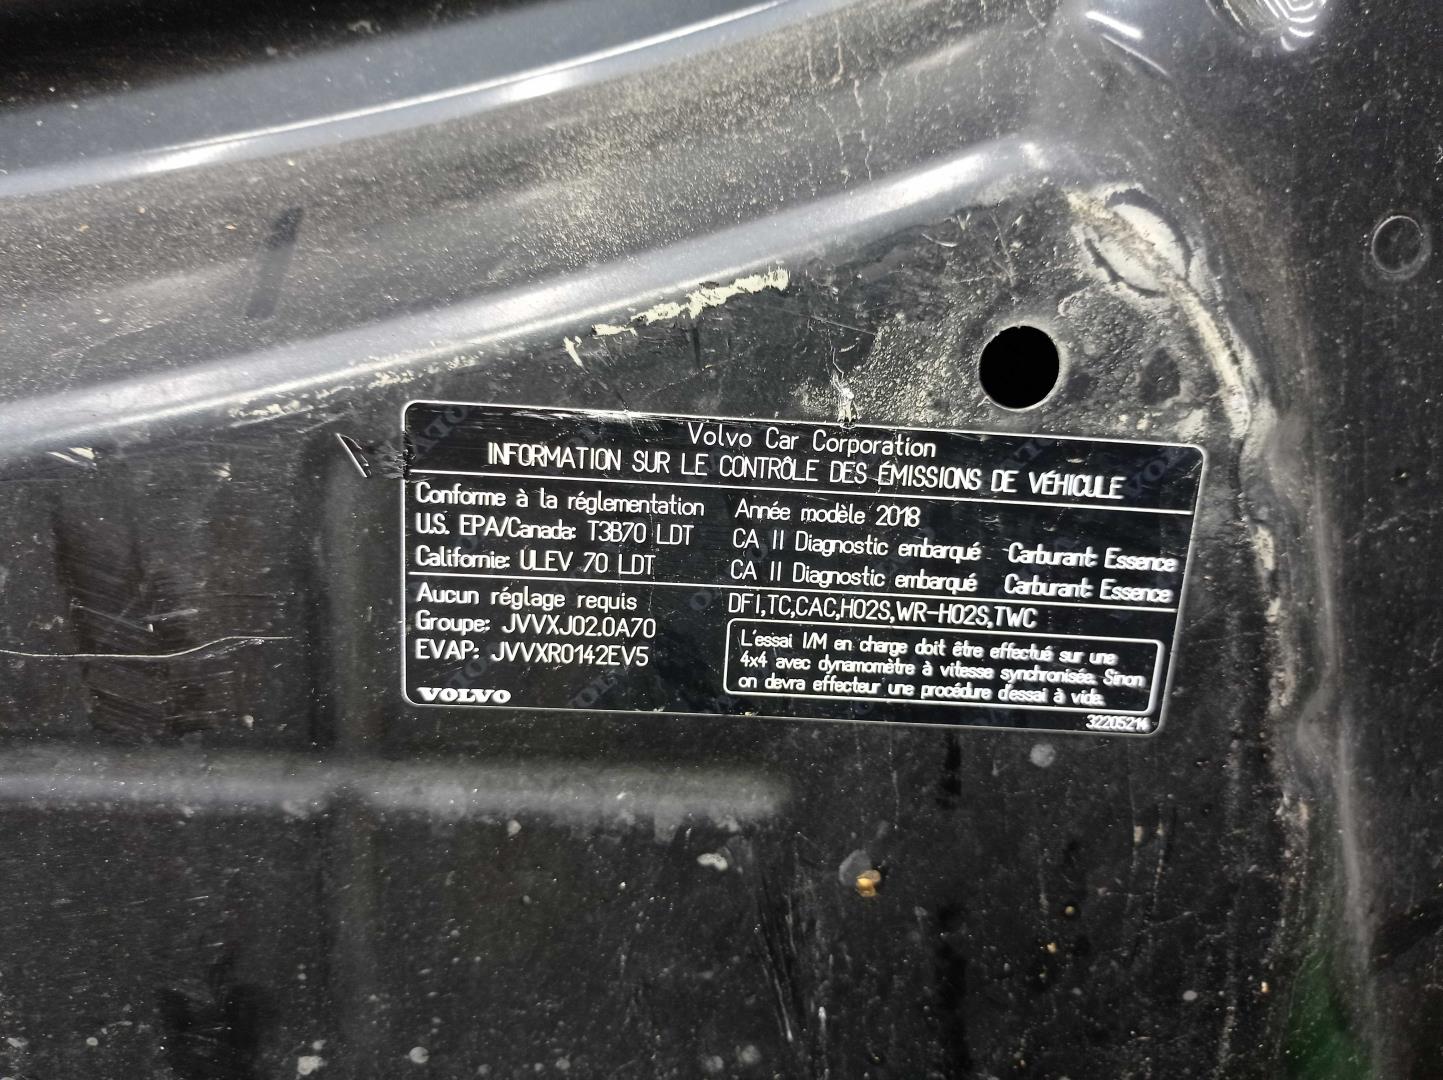 Volvo Car Corporation
INFORMATION SUR LE CONTRÔLE DES ÉMISSIONS DE VÉHICULE
Conforme à la réglementation Année modèle 2018
U.S. EPA/Canada: T3B70 LDT CA II Diagnostic embarqué Carburant: Essence
Californie: ULEV 70 LDT CA II Diagnostic embarqué Carburant: Essence
Aucun réglage requis DFI,TC,CAC,HO2S,WR-HO2S,TWC
Groupe: JVVXJ02.0A70
EVAP: JVVXR0142EV5
L'essai I/M en charge doit être effectué sur une
4x4 avec dynamomètre à vitesse synchronisée. Sinon
on devra effecteur une procédure d'essai à vide.
VOLVO
32205214